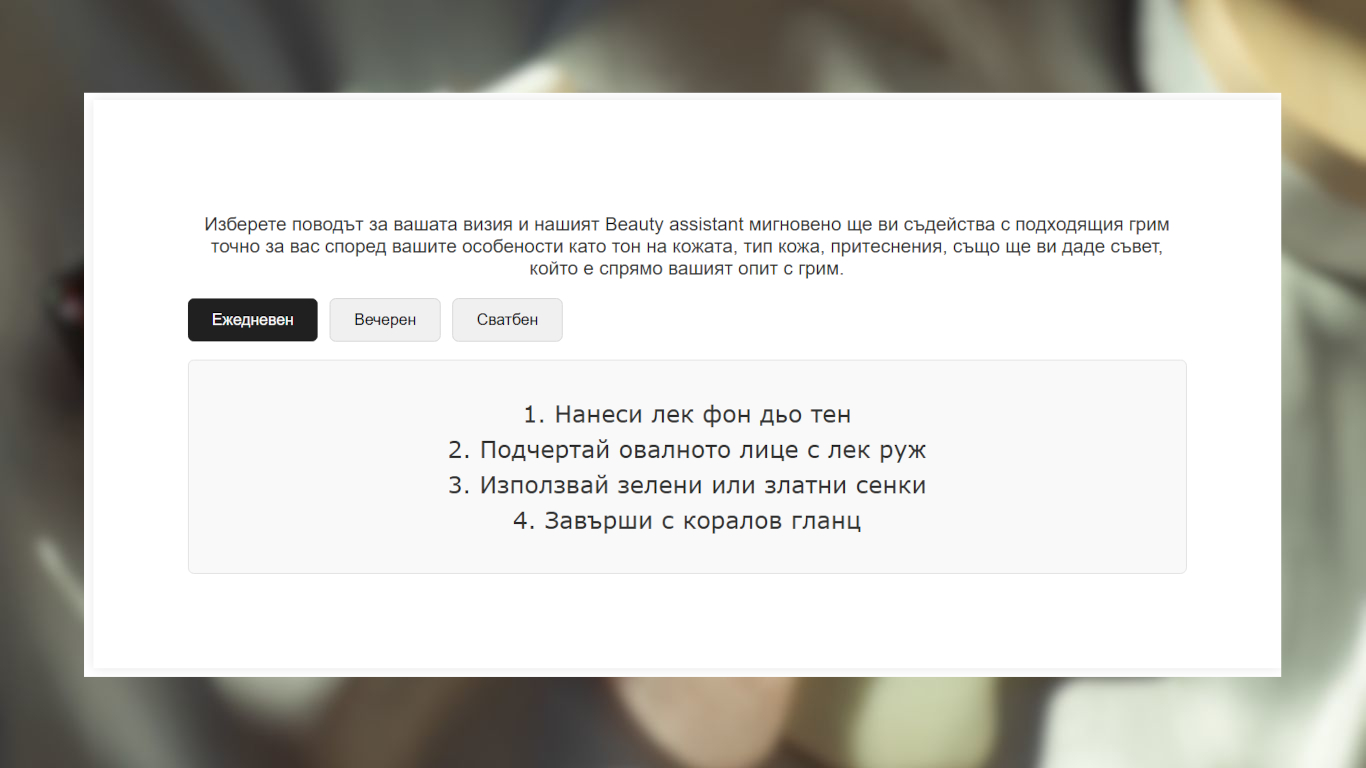 Изберете поводът за вашата визия и нашият Beauty assistant мигновено ще ви съдейства с подходящия грим
точно за вас според вашите особености като тон на кожата, тип кожа, притеснения, също ще ви даде съвет,
който е спрямо вашият опит с грим.
Ежедневен Вечерен Сватбен
1. Нанеси лек фон дьо тен
2. Подчертай овалното лице с лек руж
3. Използвай зелени или златни сенки
4. Завърши с коралов гланц